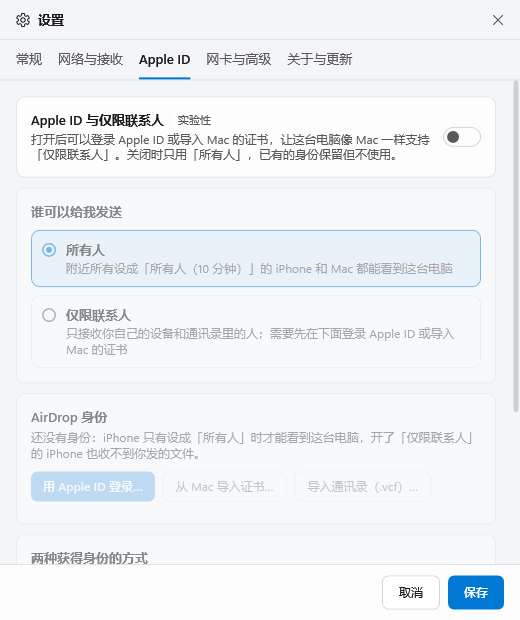 设置
常规 网络与接收 Apple ID 网卡与高级 关于与更新
Apple ID 与仅限联系人 实验性
打开后可以登录 Apple ID 或导入 Mac 的证书，让这台电脑像 Mac 一样支持
「仅限联系人」。关闭时只用「所有人」，已有的身份保留但不使用。
谁可以给我发送
所有人
附近所有设成「所有人（10 分钟）」的 iPhone 和 Mac 都能看到这台电脑
仅限联系人
只接收你自己的设备和通讯录里的人；需要先在下面登录 Apple ID 或导入
Mac 的证书
AirDrop 身份
还没有身份：iPhone 只有设成「所有人」时才能看到这台电脑，开了「仅限联系人」
的 iPhone 也收不到你发的文件。
用 Apple ID 登录... 从 Mac 导入证书... 导入通讯录（.vcf）...
两种获得身份的方式
取消 保存